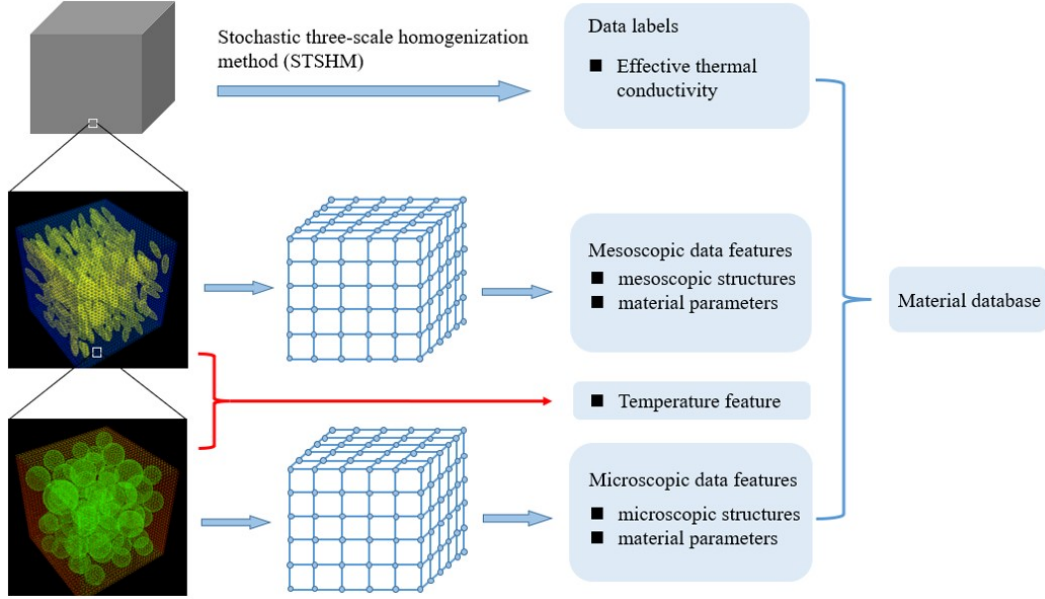 Stochastic three-scale homogenization
method (STSHM)
Data labels
■ Effective thermal
conductivity
Mesoscopic data features
■ mesoscopic structures
■ material parameters
Material database
■ Temperature feature
Microscopic data features
■ microscopic structures
■ material parameters